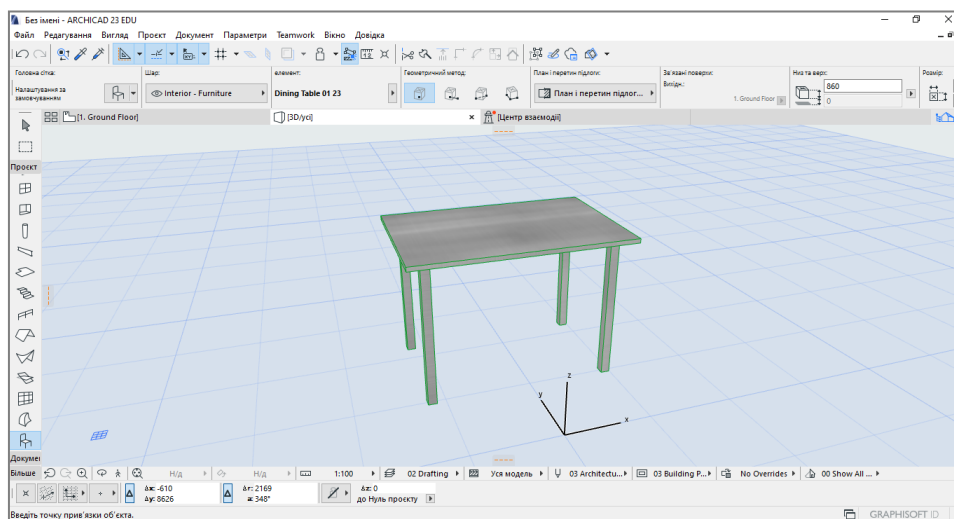 Без імені - ARCHICAD 23 EDU
Файл Редагування Вигляд Проєкт Документ Параметри Teamwork Вікно Довідка
Головна сітка: Шар: елемент: Геометричний метод: План і перетин підлоги: Зв'язані поверхи: Низ та верх: Розмір:
Налаштування за замовчуванням Interior - Furniture Dining Table 01 23 План і перетин підлог... Вихідн.: 1. Ground Floor 860 0
[1. Ground Floor] [3D/усі] [Центр взаємодії]
Проєкт
z
y
x
Докумен
Більше Н/д Н/д 1:100 02 Drafting Уся модель 03 Architectu... 03 Building P... No Overrides 00 Show All ...
Δx: -610 Δr: 2169 Δz: 0
Δy: 8626 a: 348° до Нуль проєкту
Введіть точку прив'язки об'єкта. GRAPHISOFT ID